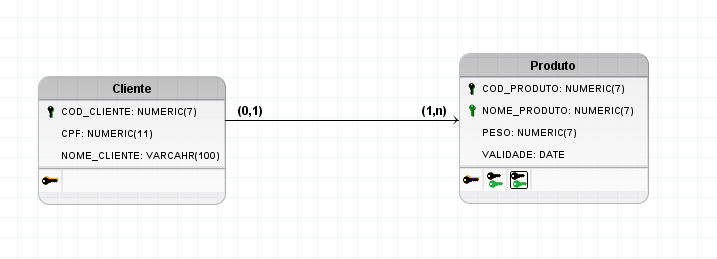 Cliente
COD_CLIENTE: NUMERIC(7)
CPF: NUMERIC(11)
NOME_CLIENTE: VARCAHR(100)
(0,1)
(1,n)
Produto
COD_PRODUTO: NUMERIC(7)
NOME_PRODUTO: NUMERIC(7)
PESO: NUMERIC(7)
VALIDADE: DATE